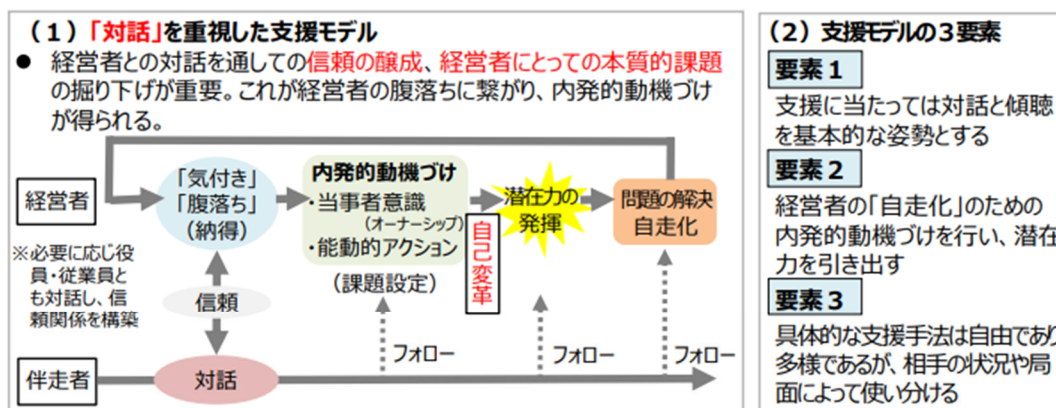 （１）「対話」を重視した支援モデル
● 経営者との対話を通しての信頼の醸成、経営者にとっての本質的課題
の掘り下げが重要。これが経営者の腹落ちに繋がり、内発的動機づけ
が得られる。
経営者
※必要に応じ役
員・従業員と
も対話し、信
頼関係を構築
「気付き」
「腹落ち」
（納得）
内発的動機づけ
・当事者意識
（オーナーシップ）
・能動的アクション
（課題設定）
自己変革
潜在力の
発揮
問題の解決
自走化
信頼
フォロー
フォロー
フォロー
伴走者
対話
（２）支援モデルの３要素
要素１
支援に当たっては対話と傾聴
を基本的な姿勢とする
要素２
経営者の「自走化」のための
内発的動機づけを行い、潜在
力を引き出す
要素３
具体的な支援手法は自由であり
多様であるが、相手の状況や局
面によって使い分ける